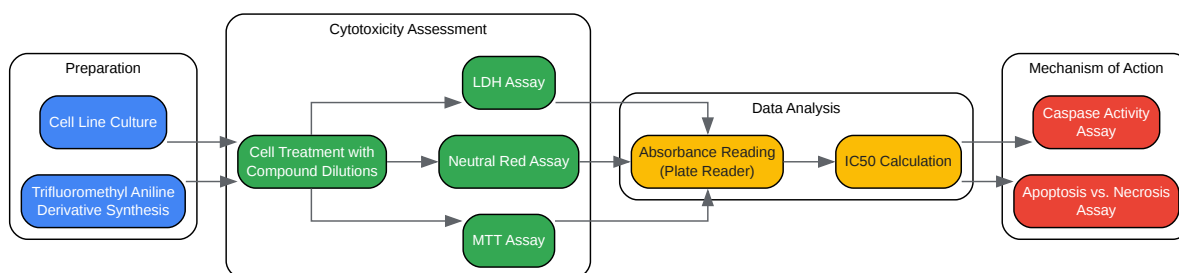 Preparation
Cell Line Culture
Trifluoromethyl Aniline
Derivative Synthesis
Cytotoxicity Assessment
Cell Treatment with
Compound Dilutions
LDH Assay
Neutral Red Assay
MTT Assay
Data Analysis
Absorbance Reading
(Plate Reader)
IC50 Calculation
Mechanism of Action
Caspase Activity
Assay
Apoptosis vs. Necrosis
Assay